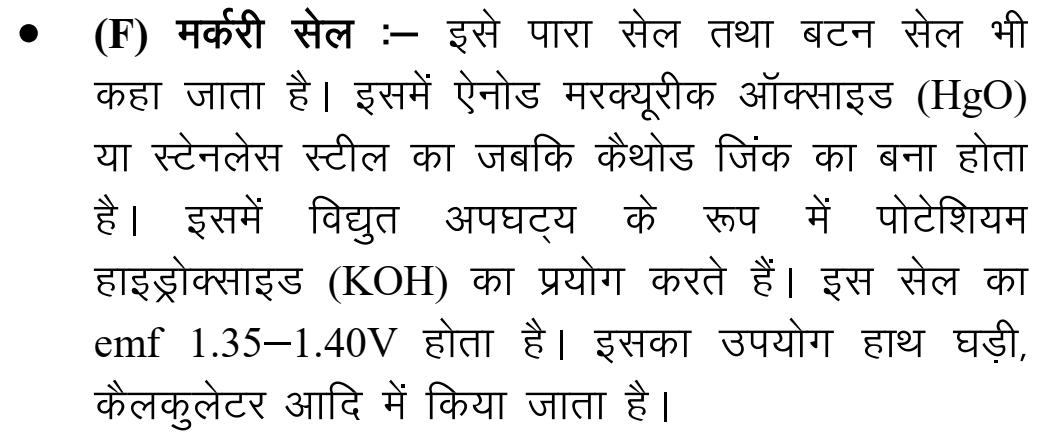 • (F) मर्करी सेल :– इसे पारा सेल तथा बटन सेल भी
कहा जाता है। इसमें ऐनोड मरक्यूरीक ऑक्साइड (HgO)
या स्टेनलेस स्टील का जबकि कैथोड जिंक का बना होता
है। इसमें विद्युत अपघट्य के रूप में पोटेशियम
हाइड्रोक्साइड (KOH) का प्रयोग करते हैं। इस सेल का
emf 1.35–1.40V होता है। इसका उपयोग हाथ घड़ी,
कैलकुलेटर आदि में किया जाता है।